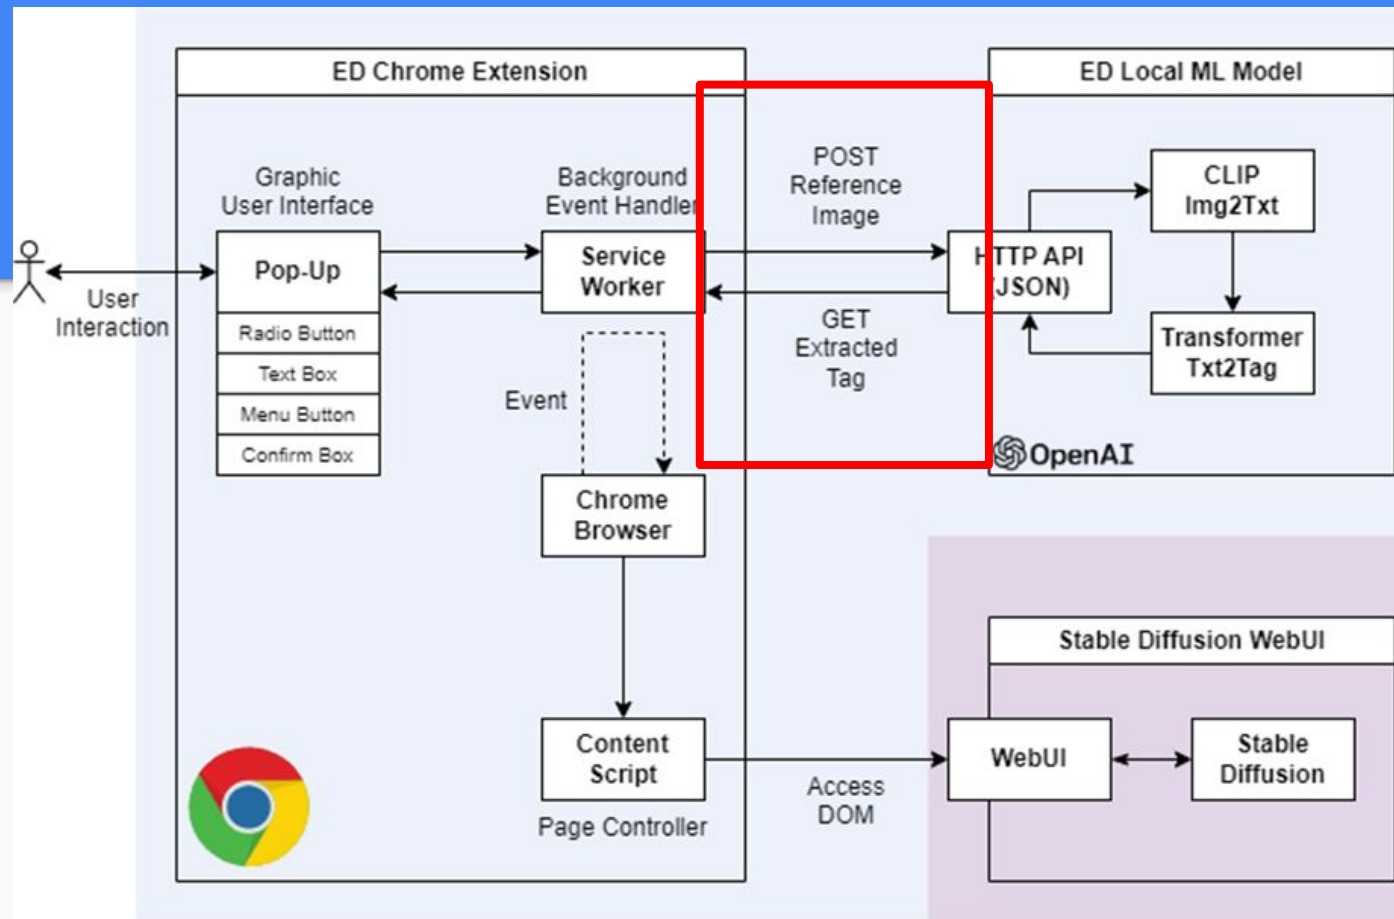 ED Chrome Extension
ED Local ML Model
Graphic
User Interface
Background
Event Handler
POST
Reference
Image
CLIP
Img2Txt
Pop-Up
Service
Worker
HTTP API
(JSON)
User
Interaction
Radio Button
Text Box
Menu Button
Confirm Box
GET
Extracted
Tag
Transformer
Txt2Tag
Event
OpenAI
Chrome
Browser
Stable Diffusion WebUI
Content
Script
Page Controller
Access
DOM
WebUI
Stable
Diffusion